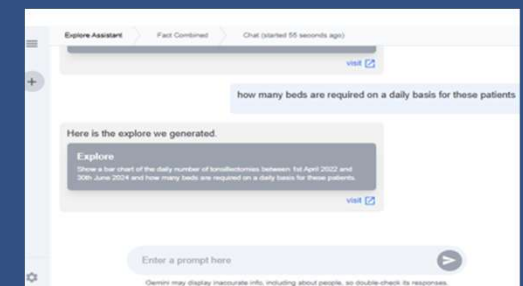 Explore Assistant
Fact Combined
Chat (started 55 seconds ago)
visit
how many beds are required on a daily basis for these patients
Here is the explore we generated.
Explore
Show a bar chart of the daily number of tonsillectomies between 1st April 2022 and
30th June 2024 and how many beds are required on a daily basis for these patients.
visit
Enter a prompt here
Gemini may display inaccurate info, including about people, so double-check its responses.